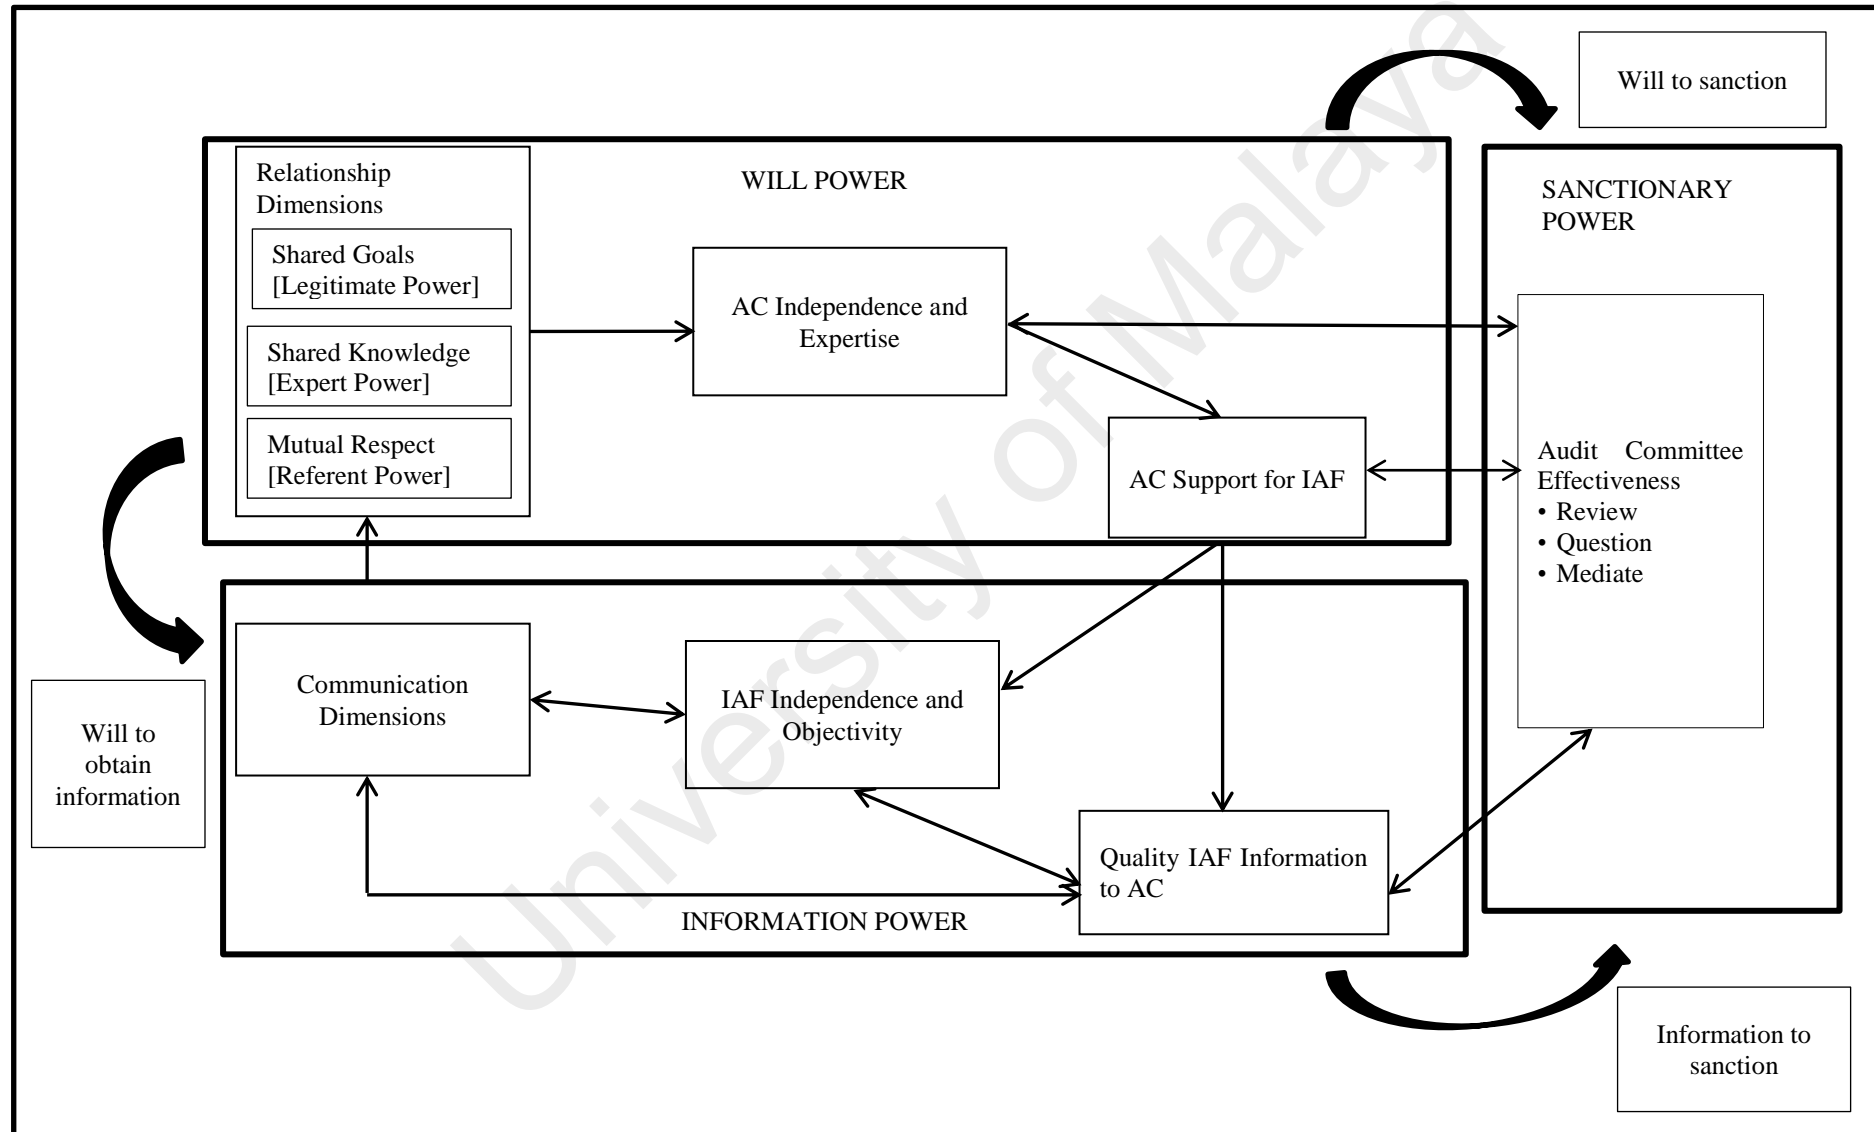 Will to sanction
WILL POWER
Relationship
Dimensions
Shared Goals
[Legitimate Power]
Shared Knowledge
[Expert Power]
Mutual Respect
[Referent Power]
AC Independence and
Expertise
AC Support for IAF
SANCTIONARY
POWER
Audit Committee
Effectiveness
• Review
• Question
• Mediate
Communication
Dimensions
IAF Independence and
Objectivity
Quality IAF Information
to AC
INFORMATION POWER
Will to
obtain
information
Information to
sanction
University of Malaya